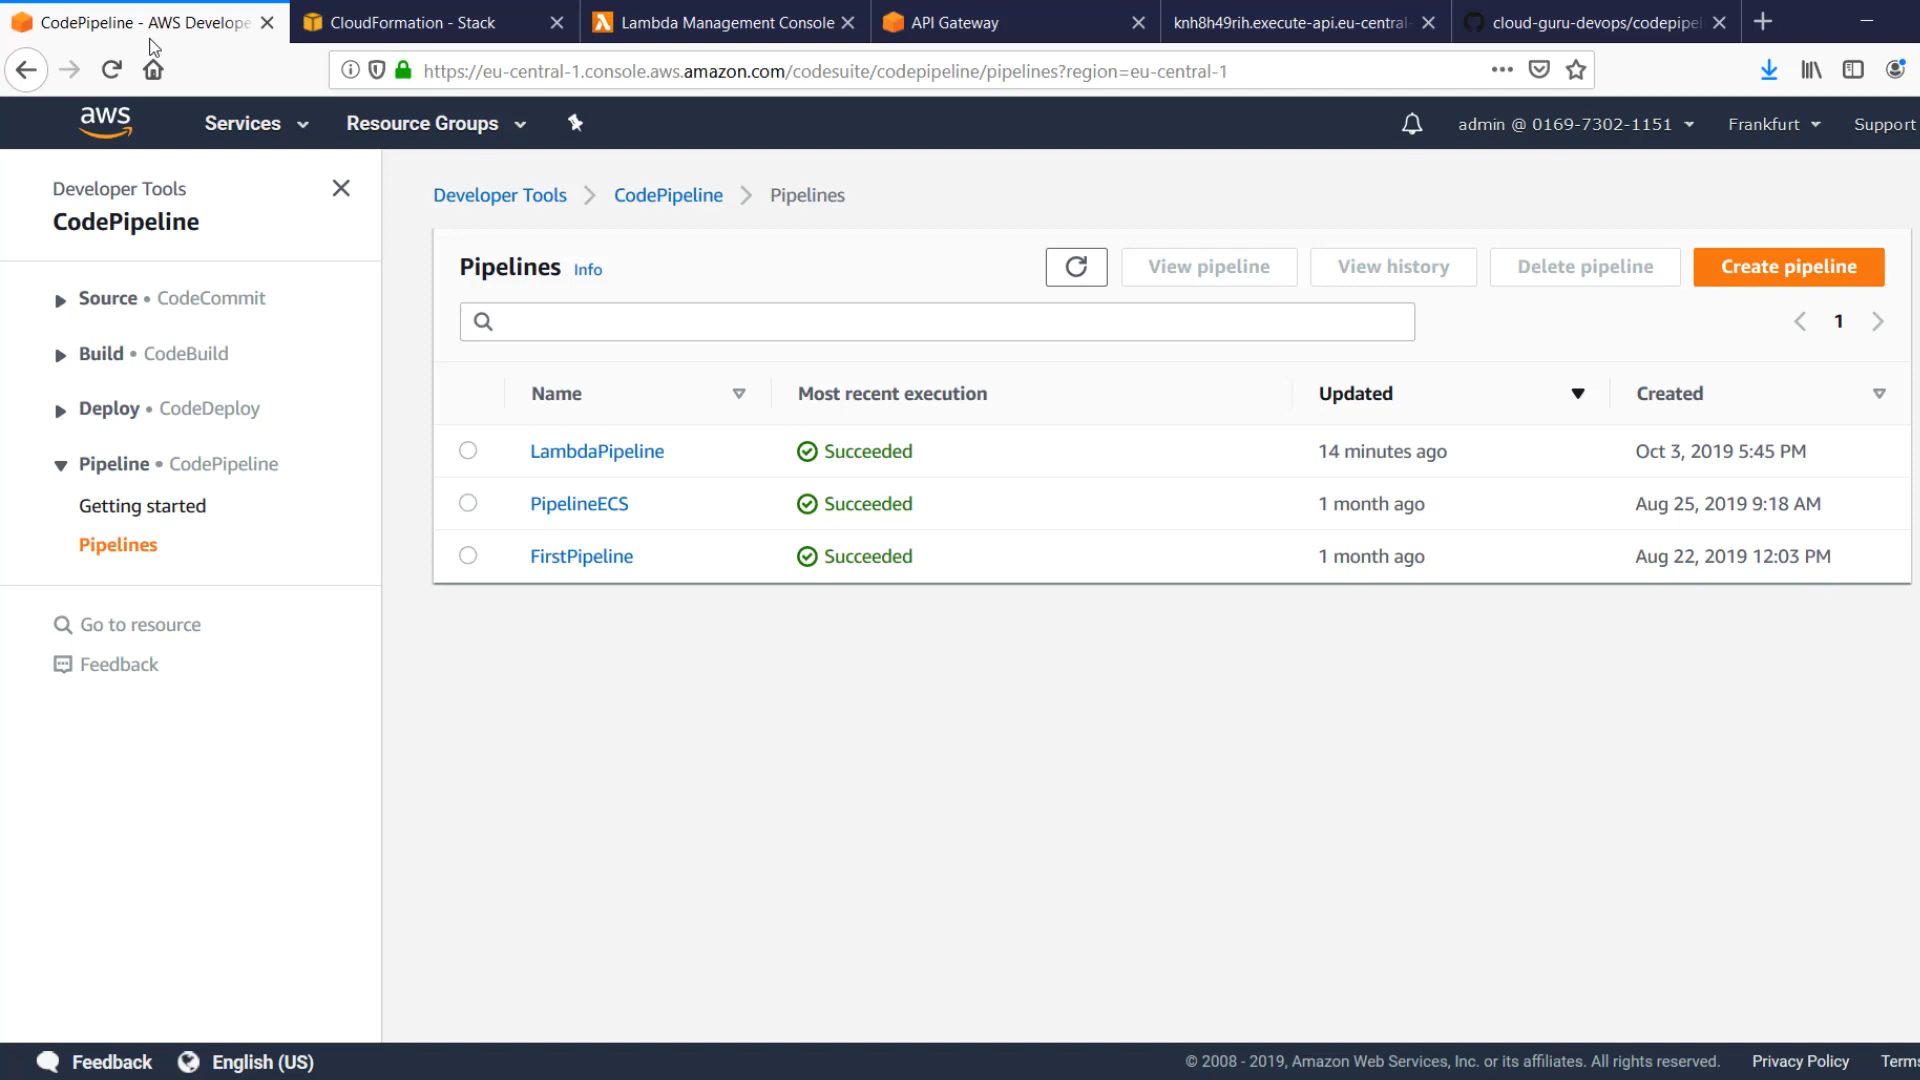 CodePipeline - AWS Develope
CloudFormation - Stack
Lambda Management Console
API Gateway
knh8h49rih.execute-api.eu-central-
cloud-guru-devops/codepipel
https://eu-central-1.console.aws.amazon.com/codesuite/codepipeline/pipelines?region=eu-central-1
aws
Services
Resource Groups
admin @ 0169-7302-1151
Frankfurt
Support
Developer Tools
CodePipeline
Source • CodeCommit
Build • CodeBuild
Deploy • CodeDeploy
Pipeline • CodePipeline
Getting started
Pipelines
Go to resource
Feedback
Developer Tools
CodePipeline
Pipelines
Pipelines Info
View pipeline
View history
Delete pipeline
Create pipeline
1
Name Most recent execution Updated Created
LambdaPipeline Succeeded 14 minutes ago Oct 3, 2019 5:45 PM
PipelineECS Succeeded 1 month ago Aug 25, 2019 9:18 AM
FirstPipeline Succeeded 1 month ago Aug 22, 2019 12:03 PM
Feedback
English (US)
© 2008 - 2019, Amazon Web Services, Inc. or its affiliates. All rights reserved.
Privacy Policy
Terms